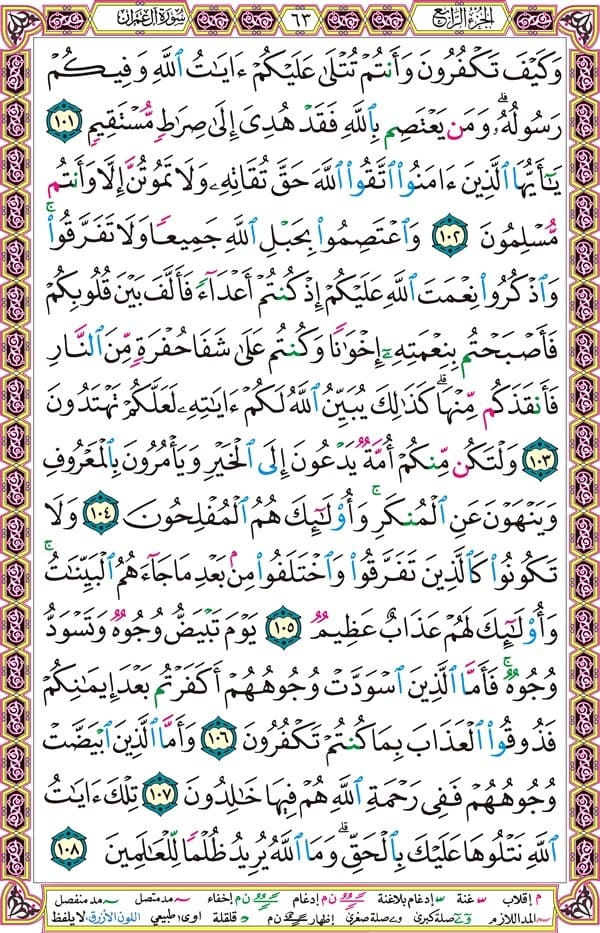 الجزء الرابع ٦٣ سورة آل عمران
وَكَيْفَ تَكْفُرُونَ وَأَنتُمْ تُتْلَىٰ عَلَيْكُمْ ءَايَٰتُ ٱللَّهِ وَفِيكُمْ
رَسُولُهُۥ ۗ وَمَن يَعْتَصِم بِٱللَّهِ فَقَدْ هُدِىَ إِلَىٰ صِرَٰطٍ مُّسْتَقِيمٍ ١٠١
يَٰٓأَيُّهَا ٱلَّذِينَ ءَامَنُوا۟ ٱتَّقُوا۟ ٱللَّهَ حَقَّ تُقَاتِهِۦ وَلَا تَمُوتُنَّ إِلَّا وَأَنتُم
مُّسْلِمُونَ ١٠٢ وَٱعْتَصِمُوا۟ بِحَبْلِ ٱللَّهِ جَمِيعًا وَلَا تَفَرَّقُوا۟ ۚ
وَٱذْكُرُوا۟ نِعْمَتَ ٱللَّهِ عَلَيْكُمْ إِذْ كُنتُمْ أَعْدَآءً فَأَلَّفَ بَيْنَ قُلُوبِكُمْ
فَأَصْبَحْتُم بِنِعْمَتِهِۦٓ إِخْوَٰنًا وَكُنتُمْ عَلَىٰ شَفَا حُفْرَةٍ مِّنَ ٱلنَّارِ
فَأَنقَذَكُم مِّنْهَا ۗ كَذَٰلِكَ يُبَيِّنُ ٱللَّهُ لَكُمْ ءَايَٰتِهِۦ لَعَلَّكُمْ تَهْتَدُونَ
١٠٣ وَلْتَكُن مِّنكُمْ أُمَّةٌ يَدْعُونَ إِلَى ٱلْخَيْرِ وَيَأْمُرُونَ بِٱلْمَعْرُوفِ
وَيَنْهَوْنَ عَنِ ٱلْمُنكَرِ ۚ وَأُو۟لَٰٓئِكَ هُمُ ٱلْمُفْلِحُونَ ١٠٤ وَلَا
تَكُونُوا۟ كَٱلَّذِينَ تَفَرَّقُوا۟ وَٱخْتَلَفُوا۟ مِنۢ بَعْدِ مَا جَآءَهُمُ ٱلْبَيِّنَٰتُ ۚ
وَأُو۟لَٰٓئِكَ لَهُمْ عَذَابٌ عَظِيمٌ ١٠٥ يَوْمَ تَبْيَضُّ وُجُوهٌ وَتَسْوَدُّ
وُجُوهٌ ۚ فَأَمَّا ٱلَّذِينَ ٱسْوَدَّتْ وُجُوهُهُمْ أَكَفَرْتُم بَعْدَ إِيمَٰنِكُمْ
فَذُوقُوا۟ ٱلْعَذَابَ بِمَا كُنتُمْ تَكْفُرُونَ ١٠٦ وَأَمَّا ٱلَّذِينَ ٱبْيَضَّتْ
وُجُوهُهُمْ فَفِى رَحْمَةِ ٱللَّهِ هُمْ فِيهَا خَٰلِدُونَ ١٠٧ تِلْكَ ءَايَٰتُ
ٱللَّهِ نَتْلُوهَا عَلَيْكَ بِٱلْحَقِّ ۗ وَمَا ٱللَّهُ يُرِيدُ ظُلْمًا لِّلْعَٰلَمِينَ ١٠٨
م إقلاب غنة إدغام بلاغنة ن م إدغام ن م إخفاء مد متصل مد منفصل
المد اللازم صلة كبرى صلة صغرى إظهار ن م قلقلة اوى؛ طبيعي اللون الأزرق، لا يلفظ